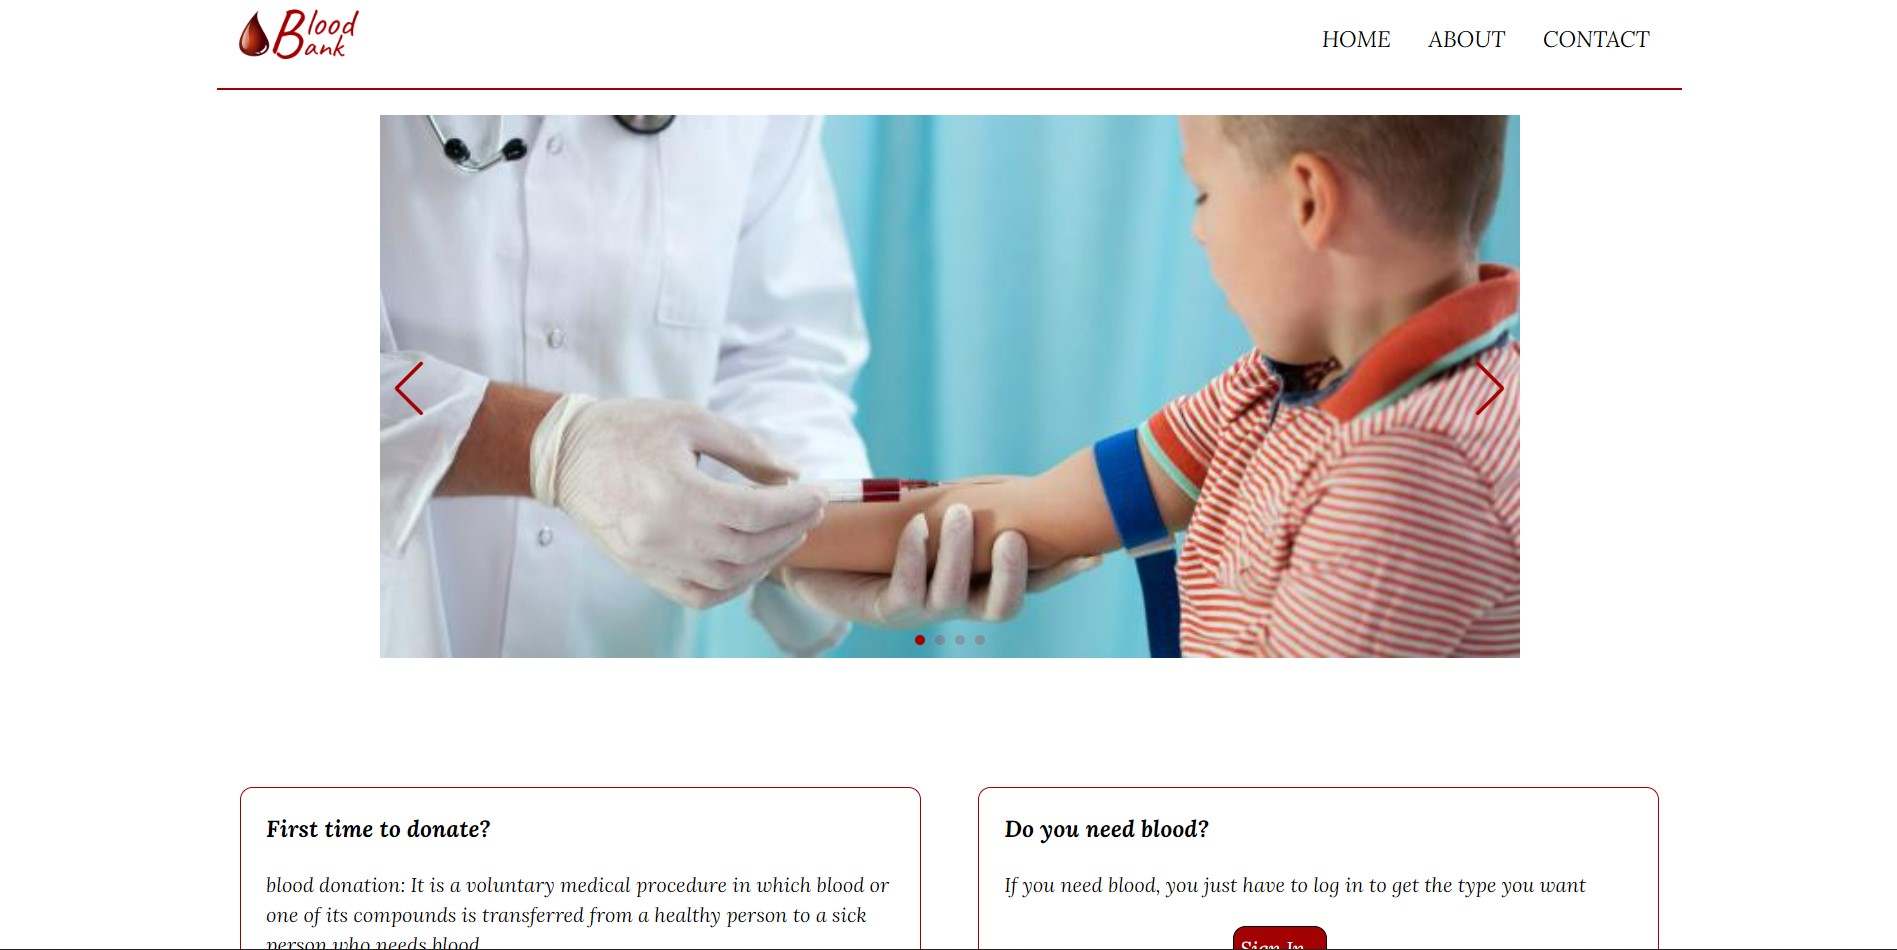 Blood
Bank
HOME ABOUT CONTACT
First time to donate?
blood donation: It is a voluntary medical procedure in which blood or
one of its compounds is transferred from a healthy person to a sick
person who needs blood
Do you need blood?
If you need blood, you just have to log in to get the type you want
Sign In